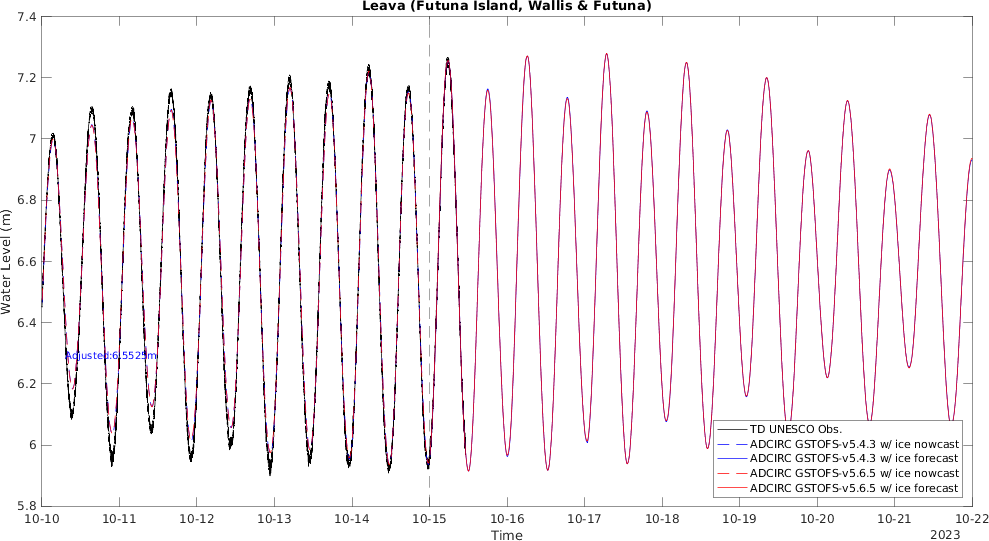 Leava (Futuna Island, Wallis & Futuna)
7.4
7.2
7
6.8
6.6
6.4
6.2
6
5.8
Water Level (m)
Adjusted:6.5525m
TD UNESCO Obs.
ADCIRC GSTOFS-v5.4.3 w/ ice nowcast
ADCIRC GSTOFS-v5.4.3 w/ ice forecast
ADCIRC GSTOFS-v5.6.5 w/ ice nowcast
ADCIRC GSTOFS-v5.6.5 w/ ice forecast
10-10 10-11 10-12 10-13 10-14 10-15 10-16 10-17 10-18 10-19 10-20 10-21 10-22
Time
2023